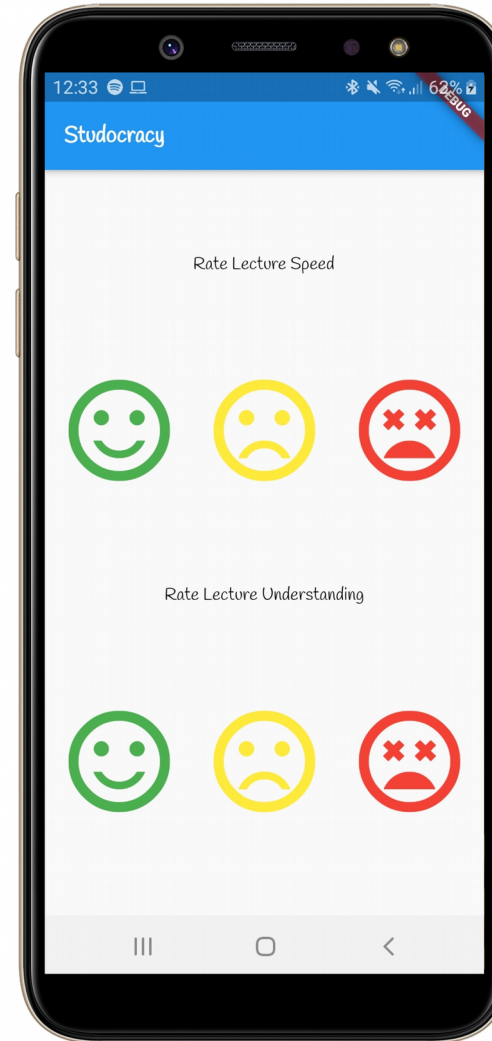 12:33
62%
DEBUG
Studocracy
Rate Lecture Speed
Rate Lecture Understanding